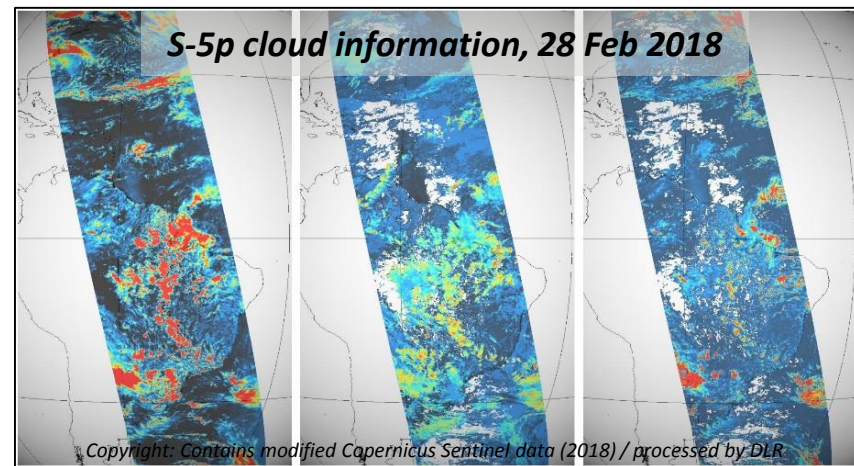 S-5p cloud information, 28 Feb 2018
Copyright: Contains modified Copernicus Sentinel data (2018) / processed by DLR